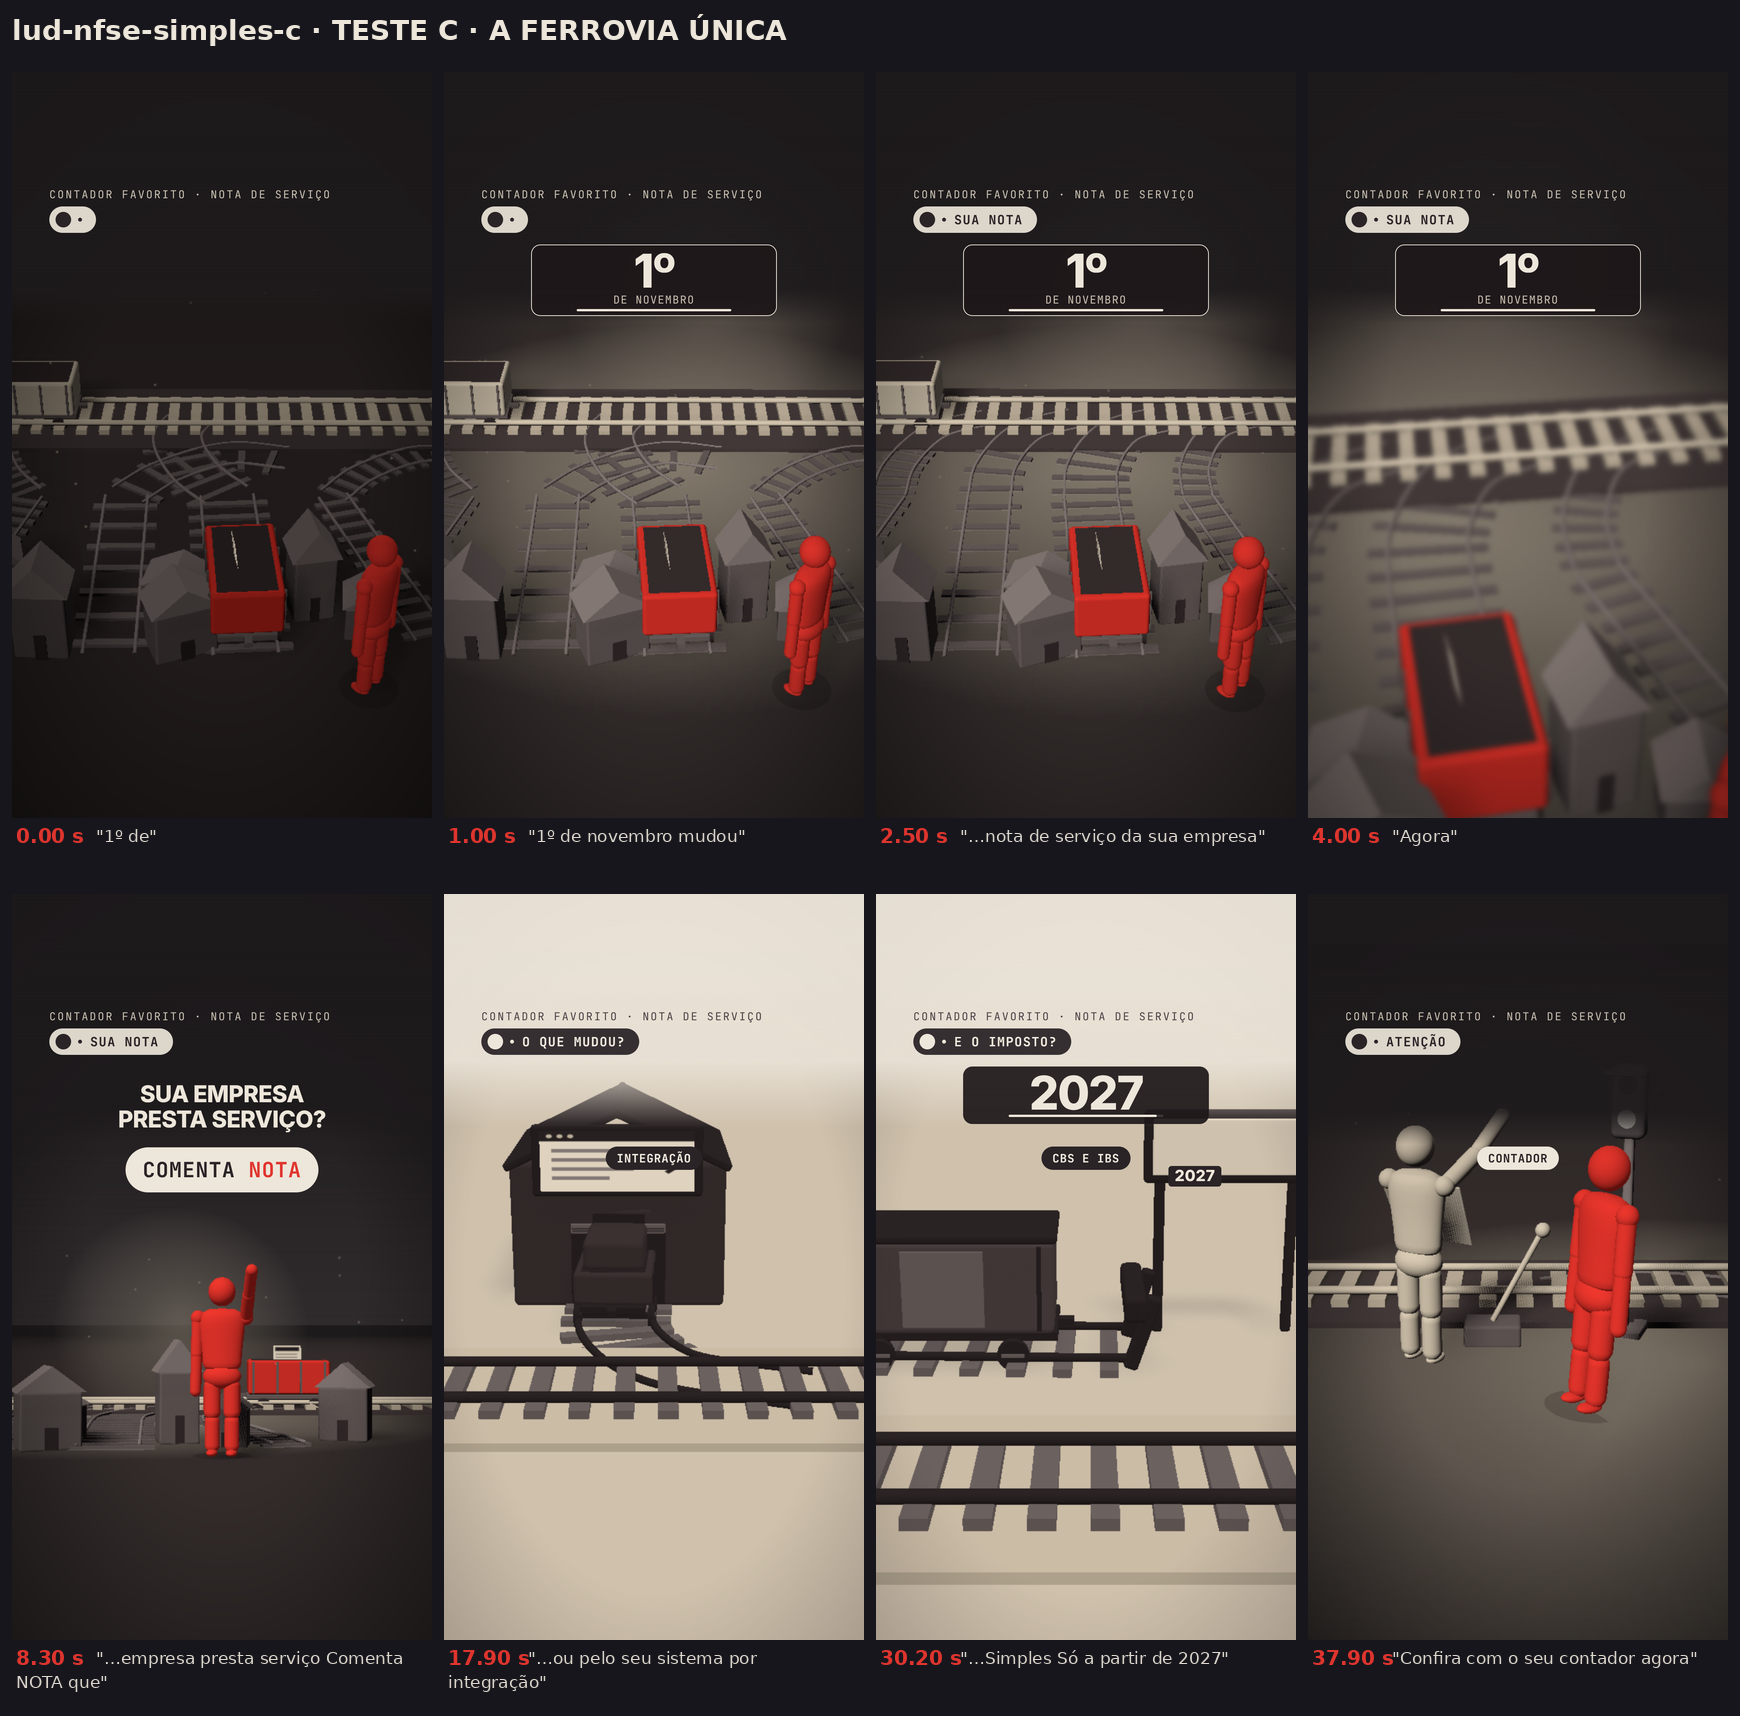 lud-nfse-simples-c · TESTE C · A FERROVIA ÚNICA
CONTADOR FAVORITO · NOTA DE SERVIÇO
CONTADOR FAVORITO · NOTA DE SERVIÇO
1º
DE NOVEMBRO
CONTADOR FAVORITO · NOTA DE SERVIÇO
• SUA NOTA
1º
DE NOVEMBRO
CONTADOR FAVORITO · NOTA DE SERVIÇO
• SUA NOTA
1º
DE NOVEMBRO
0.00 s "1º de"
1.00 s "1º de novembro mudou"
2.50 s "...nota de serviço da sua empresa"
4.00 s "Agora"
CONTADOR FAVORITO · NOTA DE SERVIÇO
• SUA NOTA
SUA EMPRESA
PRESTA SERVIÇO?
COMENTA NOTA
CONTADOR FAVORITO · NOTA DE SERVIÇO
• O QUE MUDOU?
INTEGRAÇÃO
CONTADOR FAVORITO · NOTA DE SERVIÇO
• E O IMPOSTO?
2027
CBS E IBS
2027
CONTADOR FAVORITO · NOTA DE SERVIÇO
• ATENÇÃO
CONTADOR
8.30 s "...empresa presta serviço Comenta
NOTA que"
17.90 s "...ou pelo seu sistema por
integração"
30.20 s "...Simples Só a partir de 2027"
37.90 s "Confira com o seu contador agora"